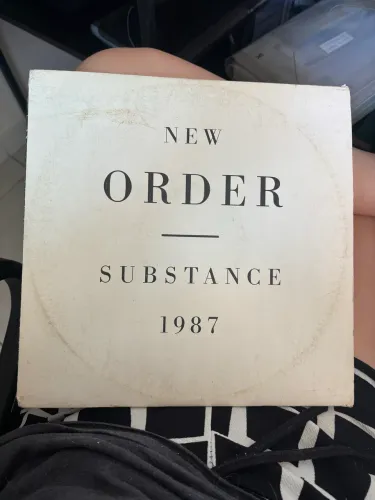 NEW
ORDER
SUBSTANCE
1987